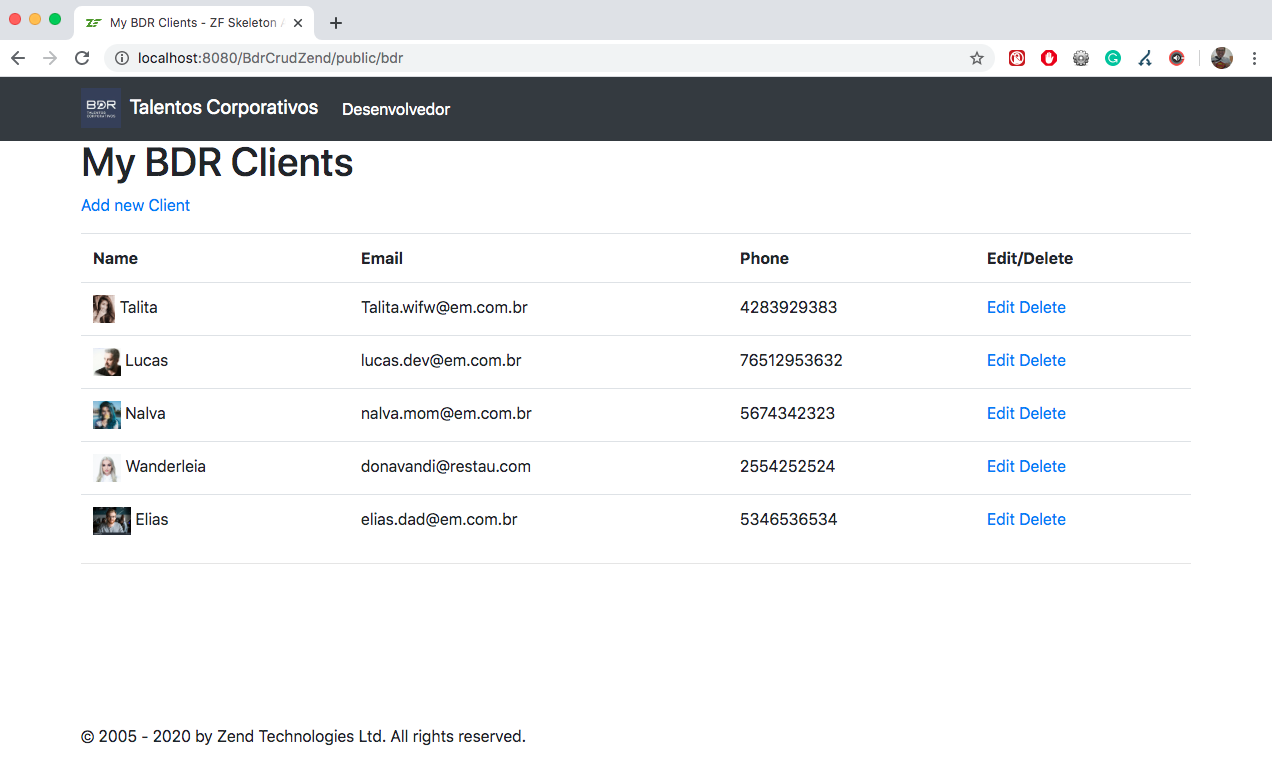 My BDR Clients - ZF Skeleton
localhost:8080/BdrCrudZend/public/bdr
BDR
TALENTOS
CORPORATIVOS
Talentos Corporativos Desenvolvedor
My BDR Clients
Add new Client
Name Email Phone Edit/Delete
Talita Talita.wifw@em.com.br 4283929383 Edit Delete
Lucas lucas.dev@em.com.br 76512953632 Edit Delete
Nalva nalva.mom@em.com.br 5674342323 Edit Delete
Wanderleia donavandi@restau.com 2554252524 Edit Delete
Elias elias.dad@em.com.br 5346536534 Edit Delete
© 2005 - 2020 by Zend Technologies Ltd. All rights reserved.